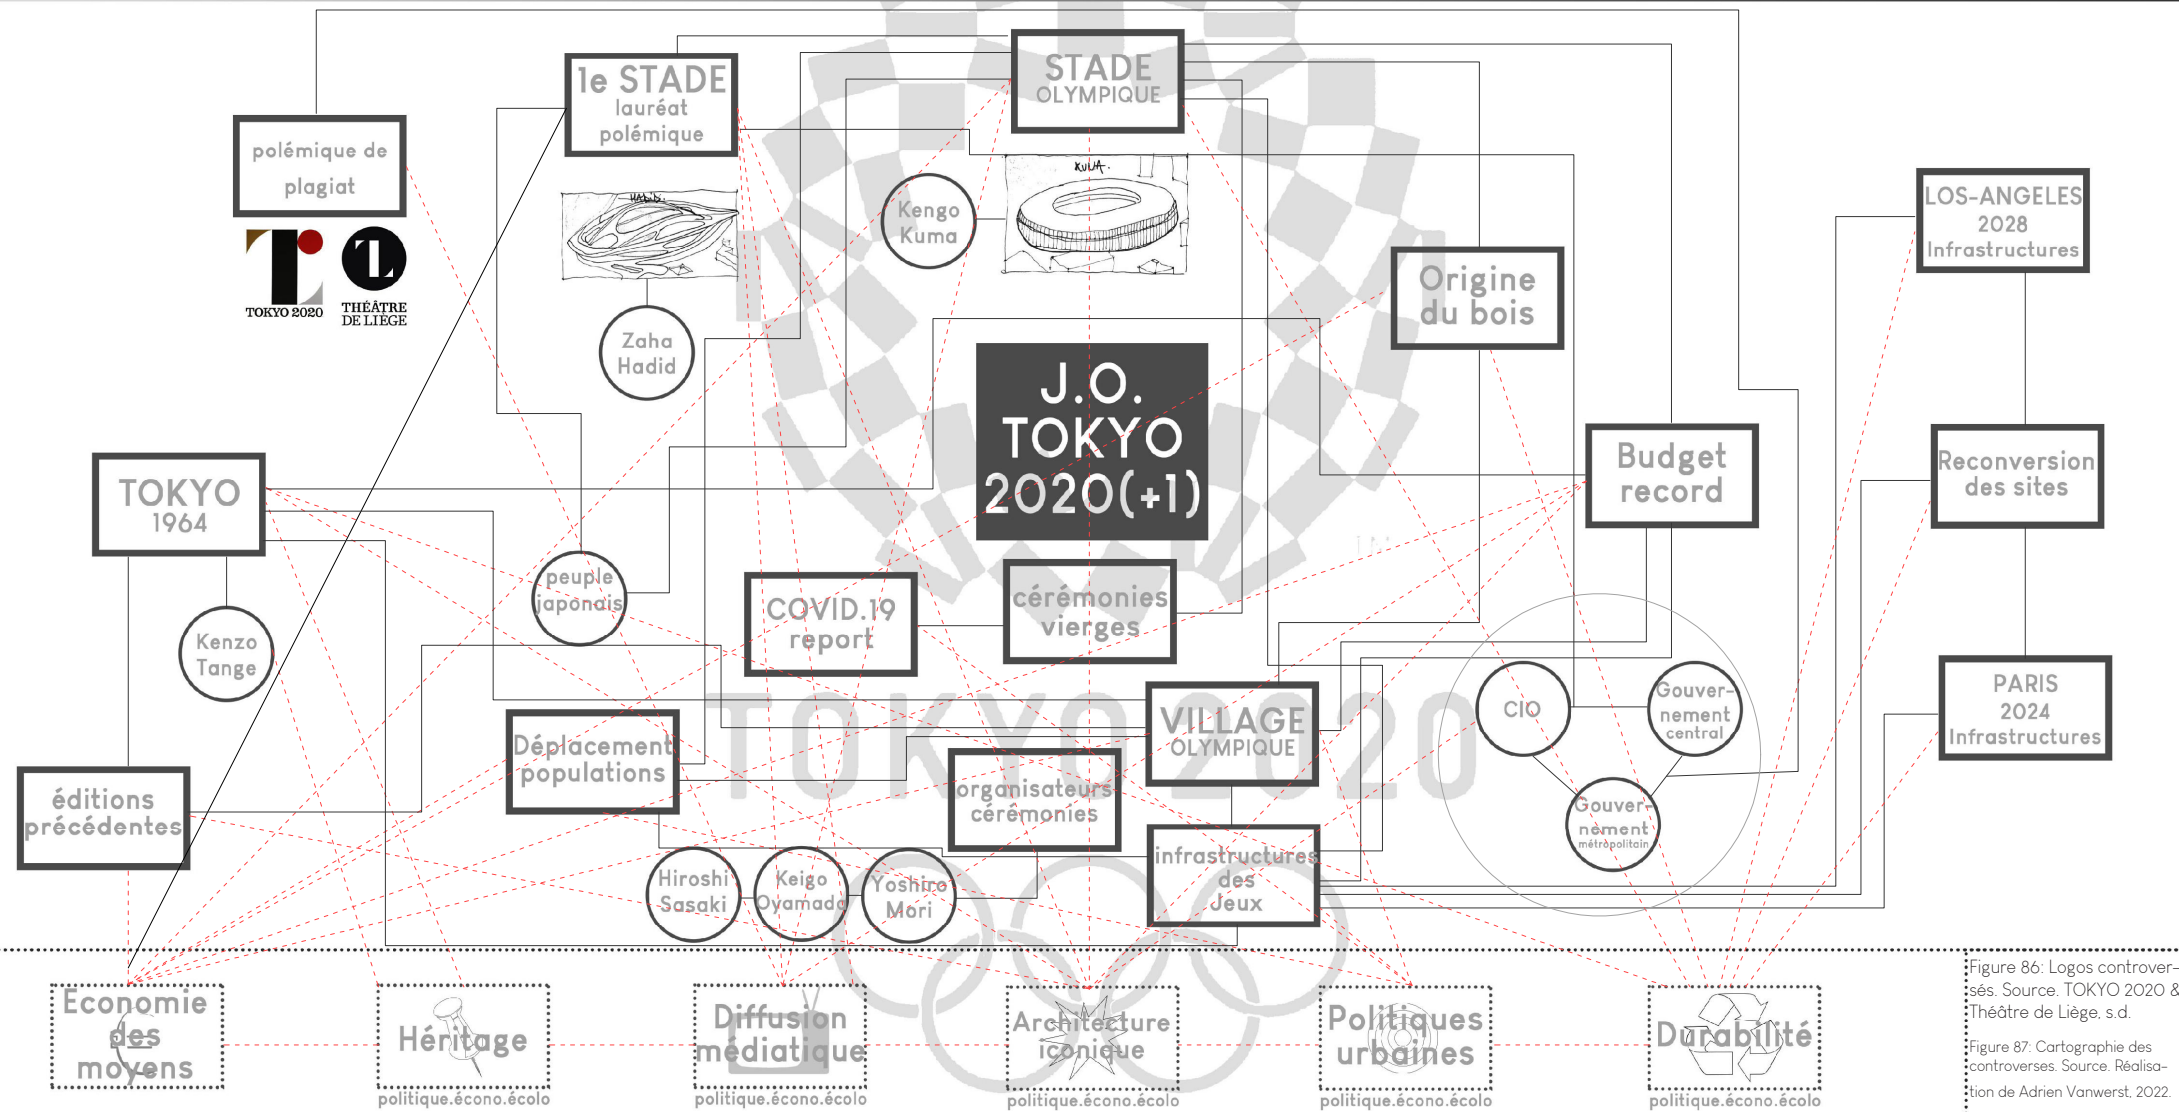 1e STADE
lauréat
polémique
STADE
OLYMPIQUE
polémique de
plagiat
TOKYO 2020
THÉÂTRE
DE LIÈGE
HADID.
KUMA.
Kengo
Kuma
Zaha
Hadid
LOS-ANGELES
2028
Infrastructures
Origine
du bois
J.O.
TOKYO
2020(+1)
Budget
record
Reconversion
des sites
TOKYO
1964
Kenzo
Tange
peuple
japonais
COVID.19
report
cérémonies
vierges
TOKYO 2020
VILLAGE
OLYMPIQUE
CIO
Gouver-
nement
central
Gouver-
nement
métropolitain
PARIS
2024
Infrastructures
Déplacement
populations
organisateurs
cérémonies
éditions
précédentes
infrastructures
des
Jeux
Hiroshi
Sasaki
Keigo
Oyamada
Yoshiro
Mori
Economie
des
moyens
Héritage
politique.écono.écolo
Diffusion
médiatique
politique.écono.écolo
Architecture
iconique
politique.écono.écolo
Politiques
urbaines
politique.écono.écolo
Durabilité
politique.écono.écolo
Figure 86: Logos controver-
sés. Source. TOKYO 2020 &
Théâtre de Liège, s.d.
Figure 87: Cartographie des
controverses. Source. Réalisa-
tion de Adrien Vanwerst, 2022.